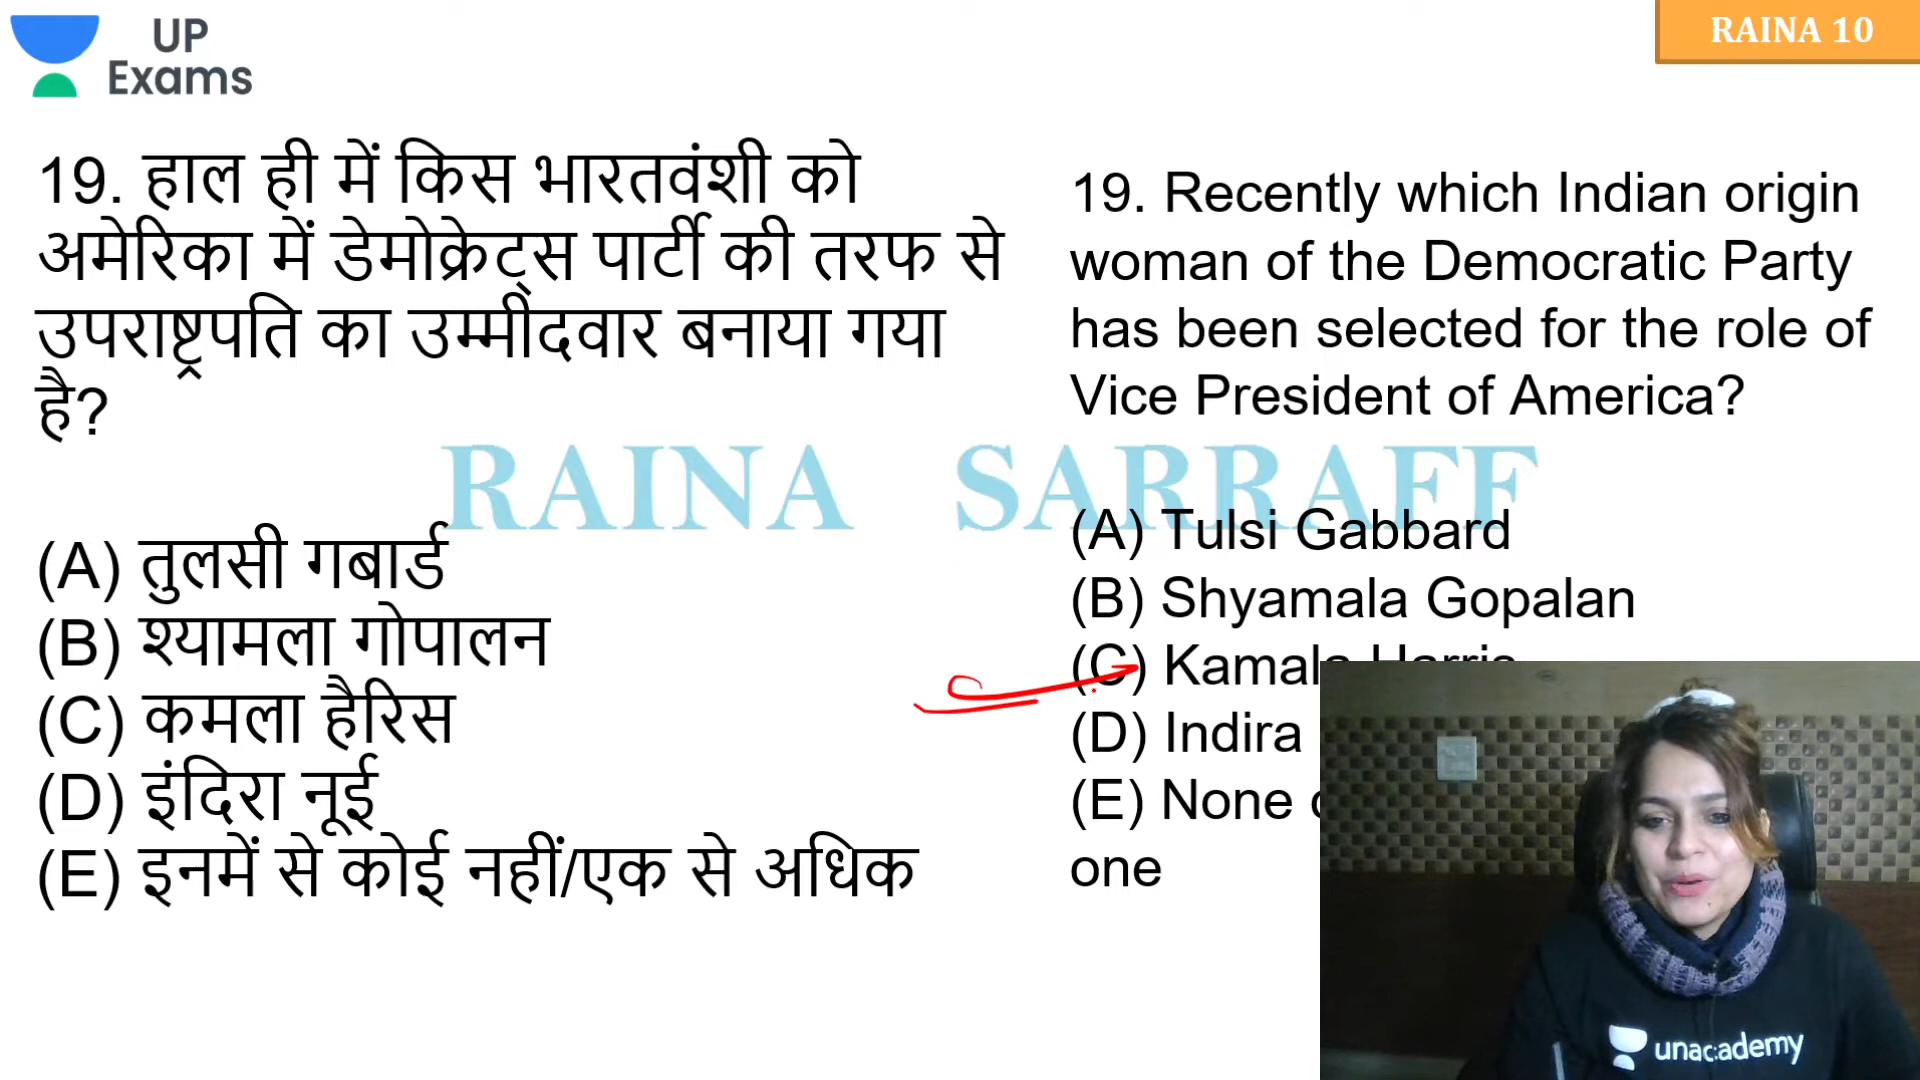 UP
Exams
RAINA 10
19. हाल ही में किस भारतवंशी को
अमेरिका में डेमोक्रेट्स पार्टी की तरफ से
उपराष्ट्रपति का उम्मीदवार बनाया गया
है?
(A) तुलसी गबार्ड
(B) श्यामला गोपालन
(C) कमला हैरिस
(D) इंदिरा नूई
(E) इनमें से कोई नहीं/एक से अधिक
19. Recently which Indian origin
woman of the Democratic Party
has been selected for the role of
Vice President of America?
RAINA SARRAFF
(A) Tulsi Gabbard
(B) Shyamala Gopalan
(C) Kamala Harris
(D) Indira
(E) None
one
unacademy